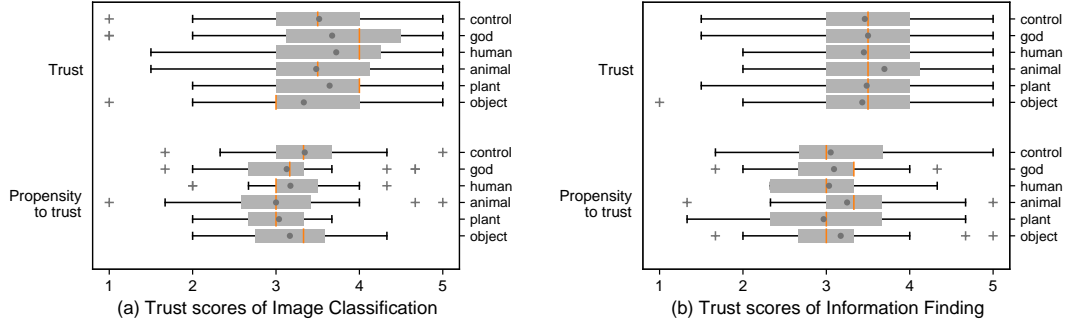 Trust
control
god
human
animal
plant
object
Propensity
to trust
control
god
human
animal
plant
object
1 2 3 4 5
(a) Trust scores of Image Classification
Trust
control
god
human
animal
plant
object
Propensity
to trust
control
god
human
animal
plant
object
1 2 3 4 5
(b) Trust scores of Information Finding